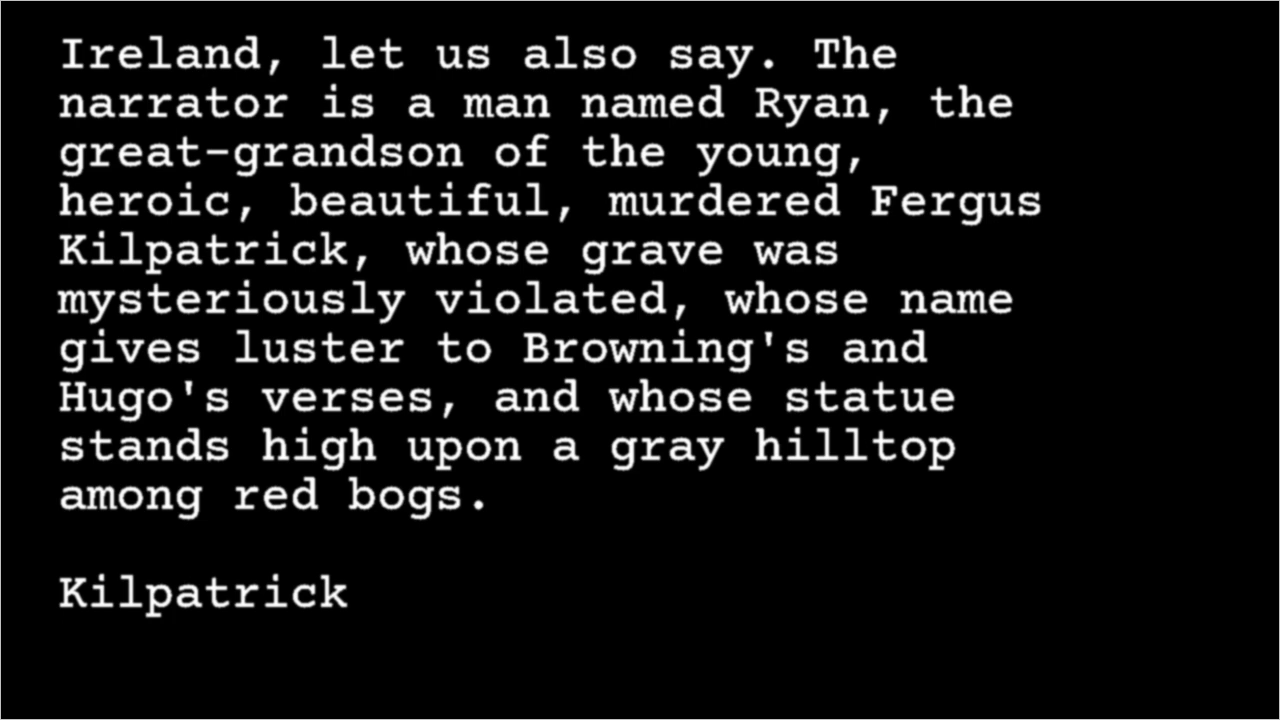 Ireland, let us also say. The
narrator is a man named Ryan, the
great-grandson of the young,
heroic, beautiful, murdered Fergus
Kilpatrick, whose grave was
mysteriously violated, whose name
gives luster to Browning's and
Hugo's verses, and whose statue
stands high upon a gray hilltop
among red bogs.

Kilpatrick